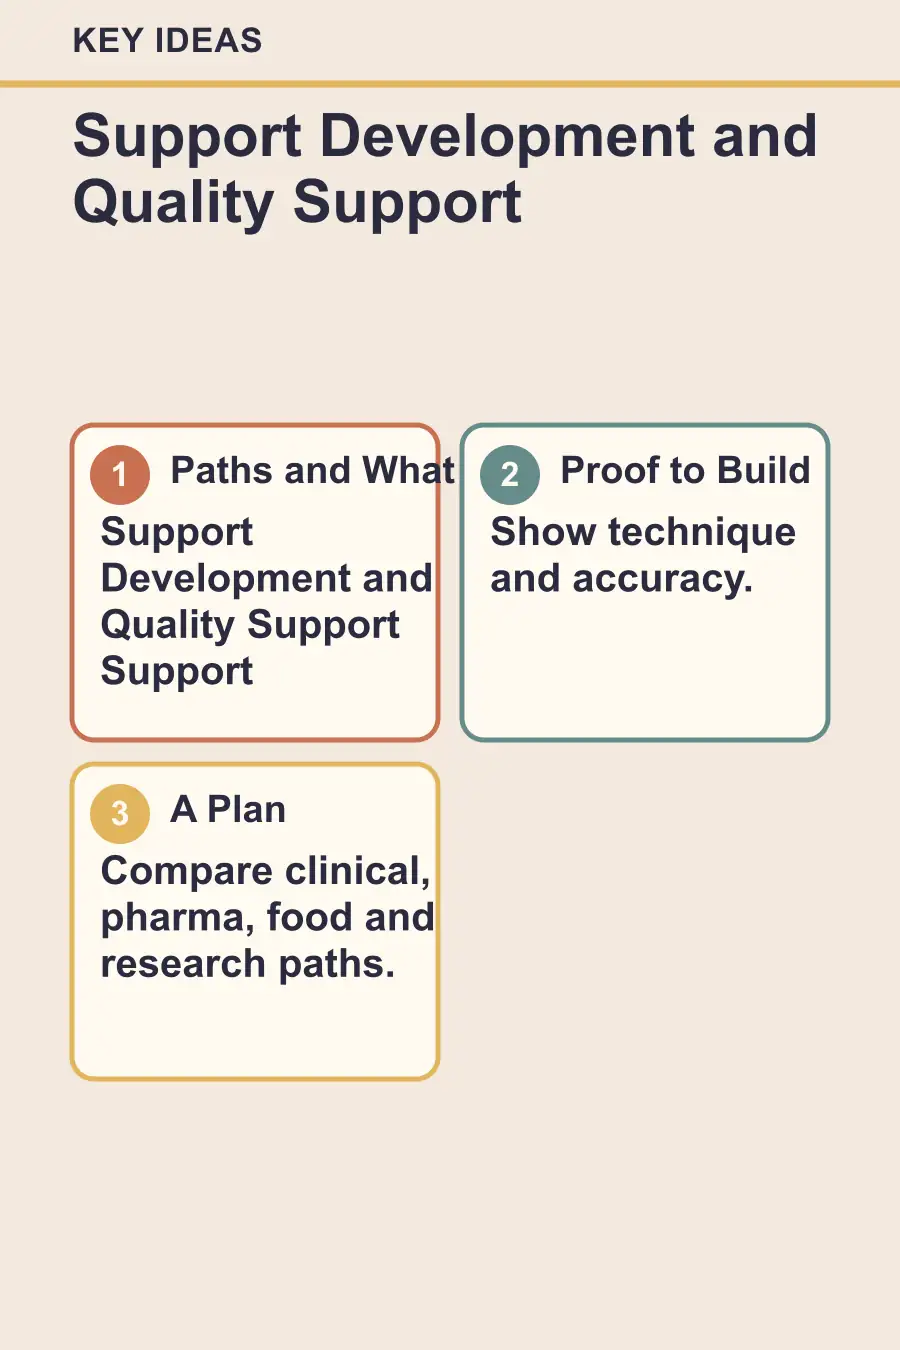 KEY IDEAS
Support Development and
Quality Support
1
Paths and What
Support
Development and
Quality Support
Support
2
Proof to Build
Show technique
and accuracy.
3
A Plan
Compare clinical,
pharma, food and
research paths.